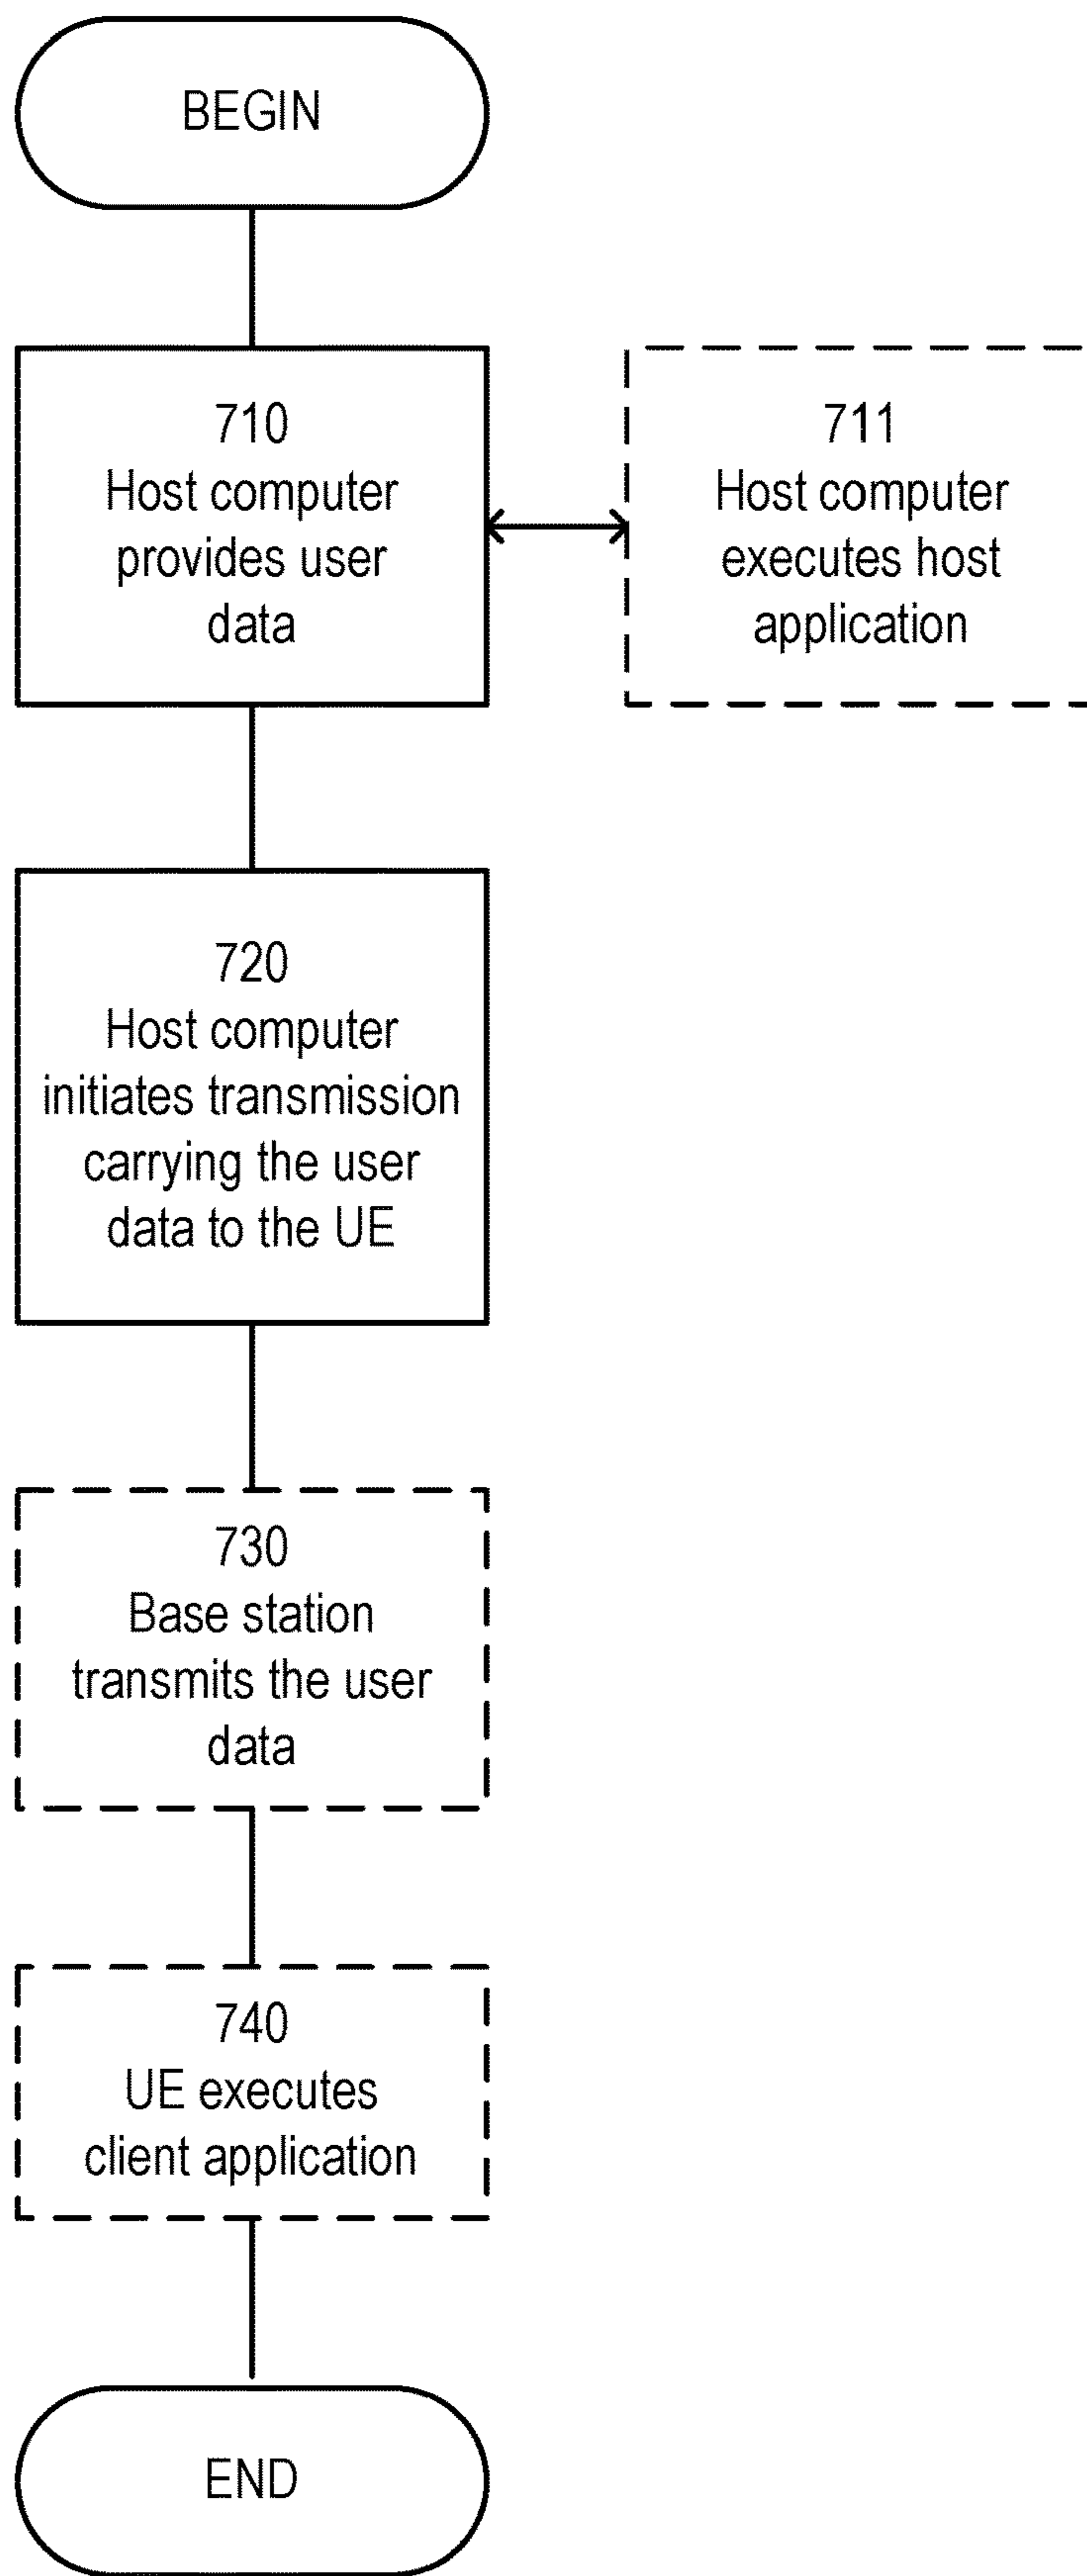 BEGIN
710
Host computer
provides user
data
711
Host computer
executes host
application
720
Host computer
initiates transmission
carrying the user
data to the UE
730
Base station
transmits the user
data
740
UE executes
client application
END